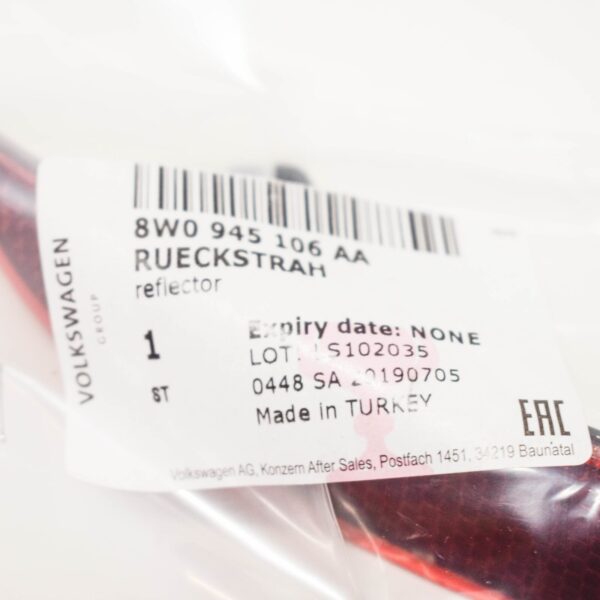 VOLKSWAGEN
GROUP
8W0 945 106 AA
RUECKSTRAH
reflector
1
ST
Expiry date: NONE
LOT: LS102035
0448 SA 20190705
Made in TURKEY
EAC
Volkswagen AG, Konzern After Sales, Postfach 1451, 34219 Baunatal